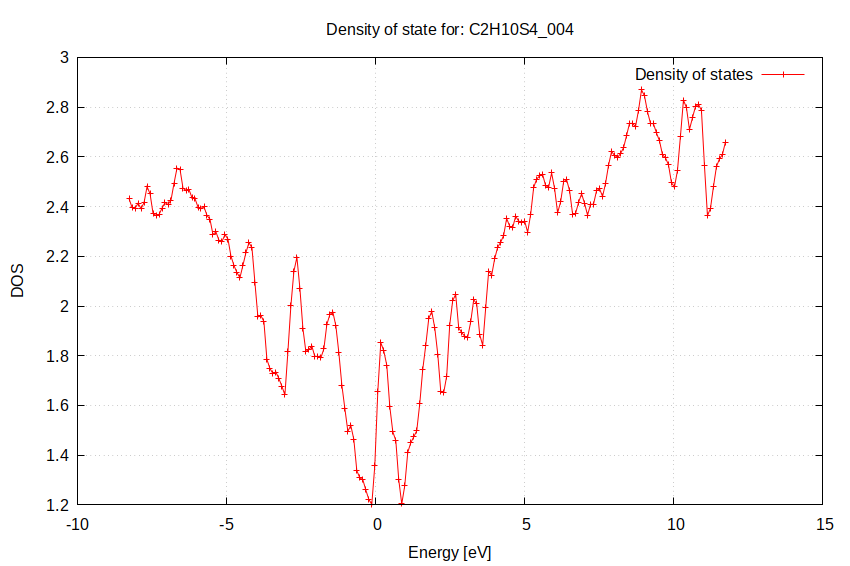 Density of state for: C2H10S4_004
Density of states
3
2.8
2.6
2.4
2.2
2
1.8
1.6
1.4
1.2
DOS
-10 -5 0 5 10 15
Energy [eV]